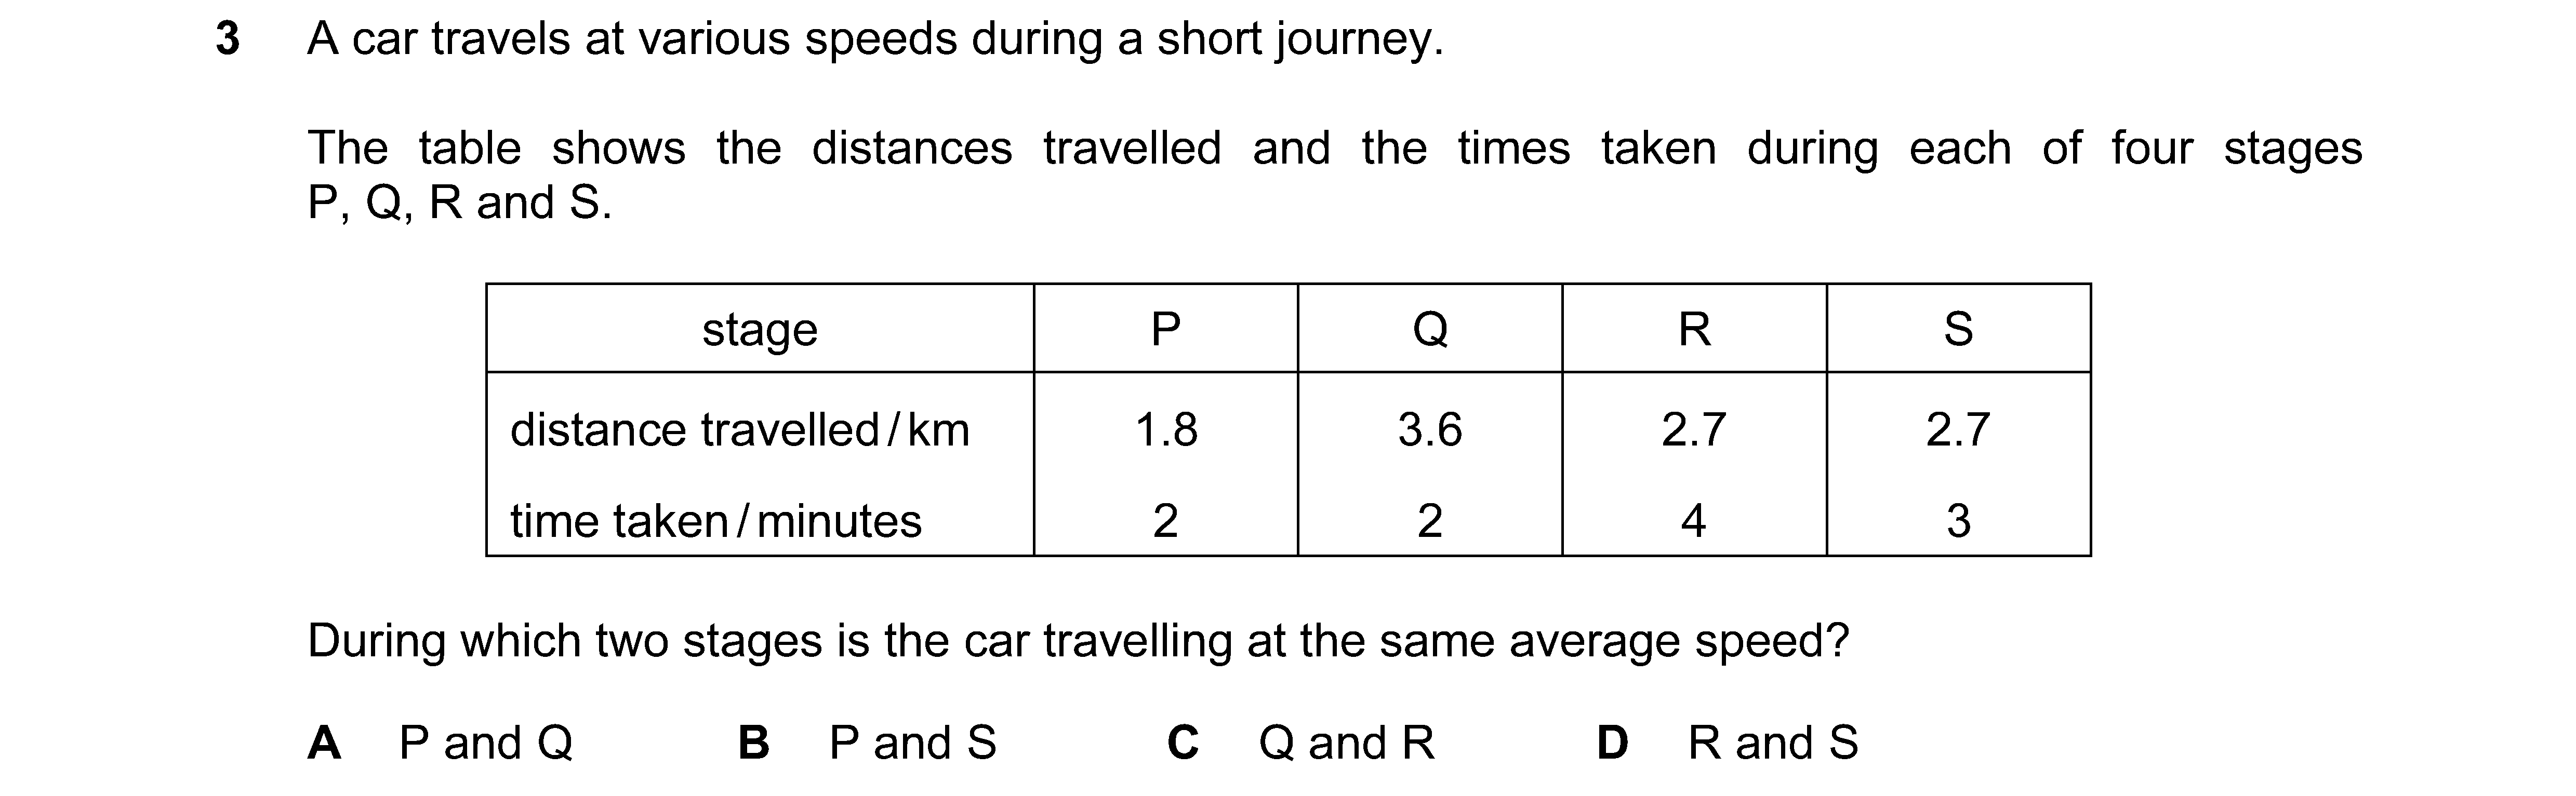 3 A car travels at various speeds during a short journey.
The table shows the distances travelled and the times taken during each of four stages
P, Q, R and S.
stage P Q R S
distance travelled / km 1.8 3.6 2.7 2.7
time taken / minutes 2 2 4 3
During which two stages is the car travelling at the same average speed?
A P and Q B P and S C Q and R D R and S